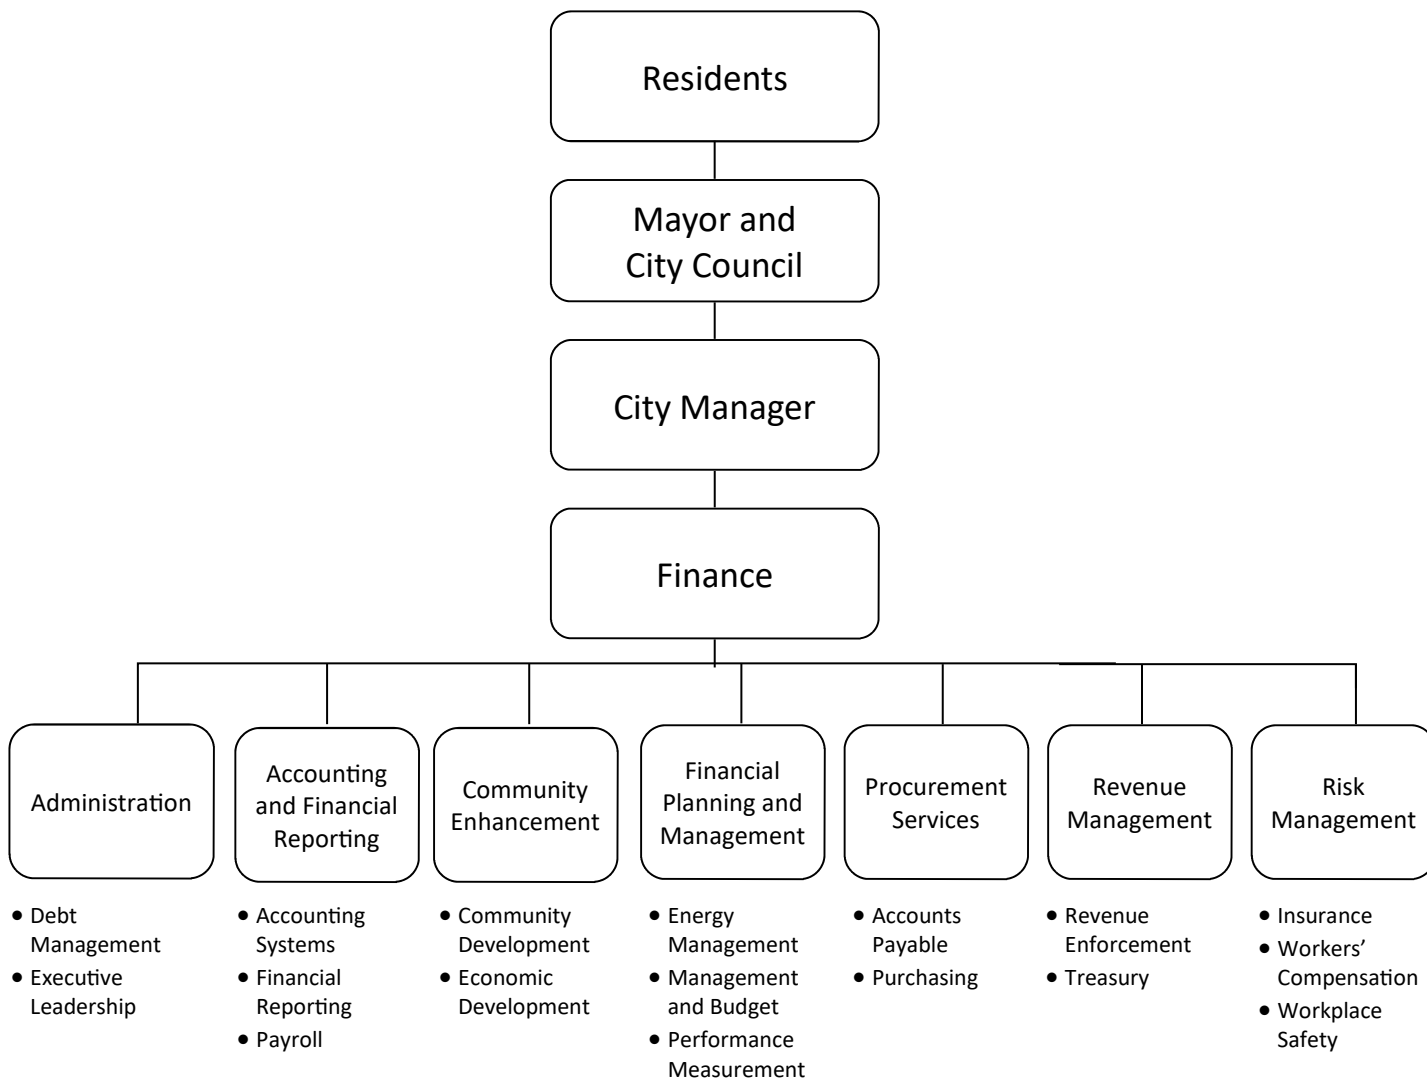 Residents
Mayor and
City Council
City Manager
Finance
Administration
Accounting
and Financial
Reporting
Community
Enhancement
Financial
Planning and
Management
Procurement
Services
Revenue
Management
Risk
Management
• Debt
Management
• Executive
Leadership
• Accounting
Systems
• Financial
Reporting
• Payroll
• Community
Development
• Economic
Development
• Energy
Management
• Management
and Budget
• Performance
Measurement
• Accounts
Payable
• Purchasing
• Revenue
Enforcement
• Treasury
• Insurance
• Workers’
Compensation
• Workplace
Safety